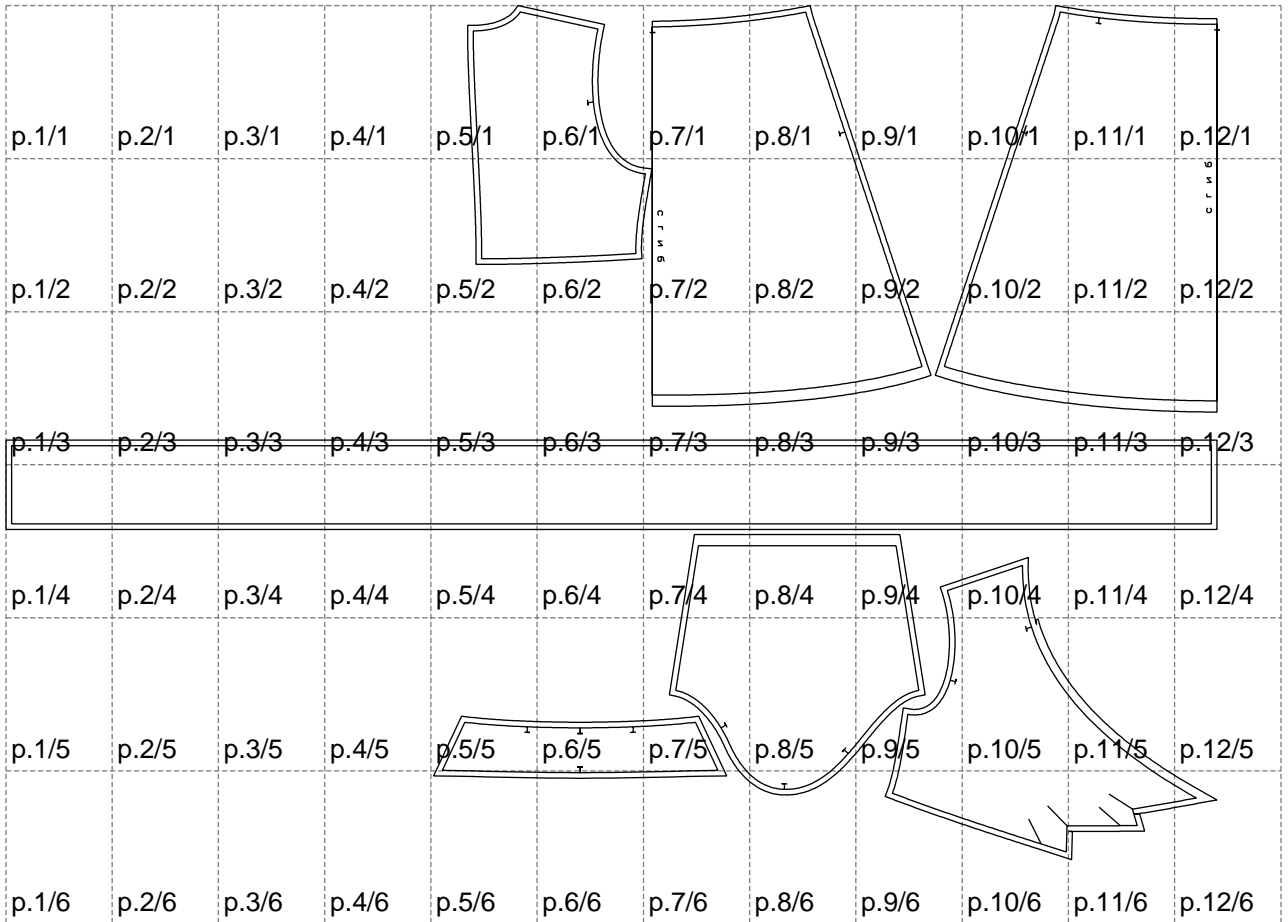 p.1/1 p.2/1 p.3/1 p.4/1 p.5/1 p.6/1 p.7/1 p.8/1 p.9/1 p.10/1 p.11/1 p.12/1
сгиб
сгиб
p.1/2 p.2/2 p.3/2 p.4/2 p.5/2 p.6/2 p.7/2 p.8/2 p.9/2 p.10/2 p.11/2 p.12/2
p.1/3 p.2/3 p.3/3 p.4/3 p.5/3 p.6/3 p.7/3 p.8/3 p.9/3 p.10/3 p.11/3 p.12/3
p.1/4 p.2/4 p.3/4 p.4/4 p.5/4 p.6/4 p.7/4 p.8/4 p.9/4 p.10/4 p.11/4 p.12/4
p.1/5 p.2/5 p.3/5 p.4/5 p.5/5 p.6/5 p.7/5 p.8/5 p.9/5 p.10/5 p.11/5 p.12/5
p.1/6 p.2/6 p.3/6 p.4/6 p.5/6 p.6/6 p.7/6 p.8/6 p.9/6 p.10/6 p.11/6 p.12/6